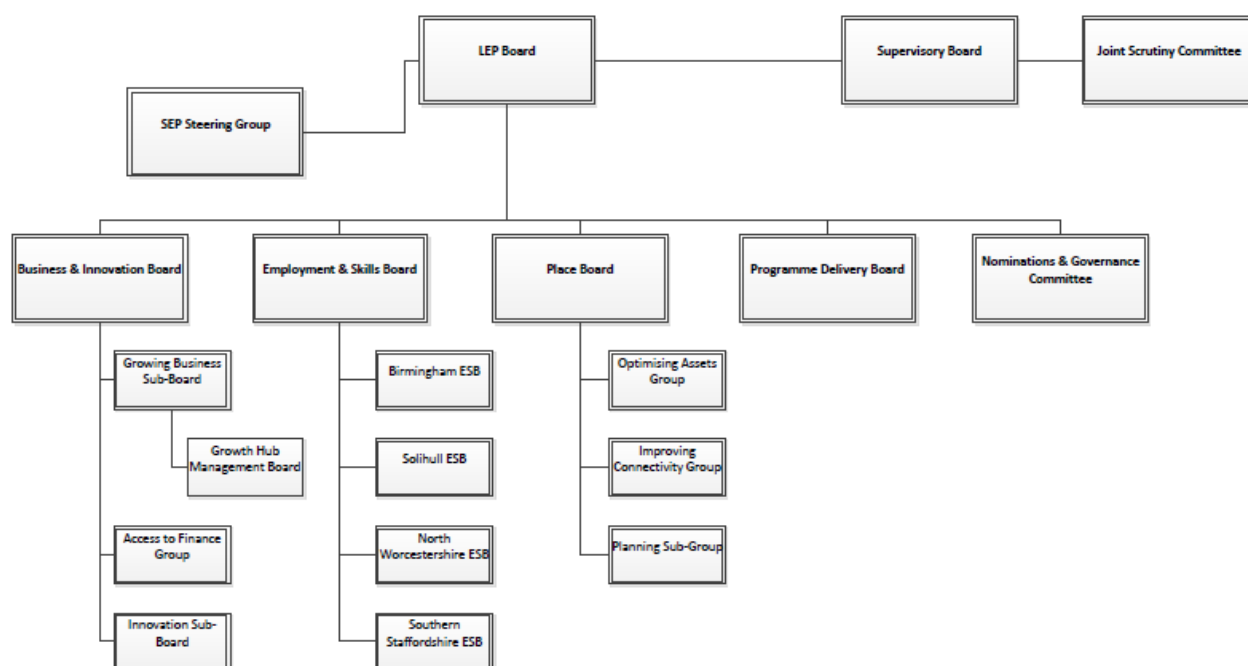 LEP Board
Supervisory Board
Joint Scrutiny Committee
SEP Steering Group
Business & Innovation Board
Employment & Skills Board
Place Board
Programme Delivery Board
Nominations & Governance
Committee
Growing Business
Sub-Board
Growth Hub
Management Board
Access to Finance
Group
Innovation Sub-
Board
Birmingham ESB
Solihull ESB
North
Worcestershire ESB
Southern
Staffordshire ESB
Optimising Assets
Group
Improving
Connectivity Group
Planning Sub-Group